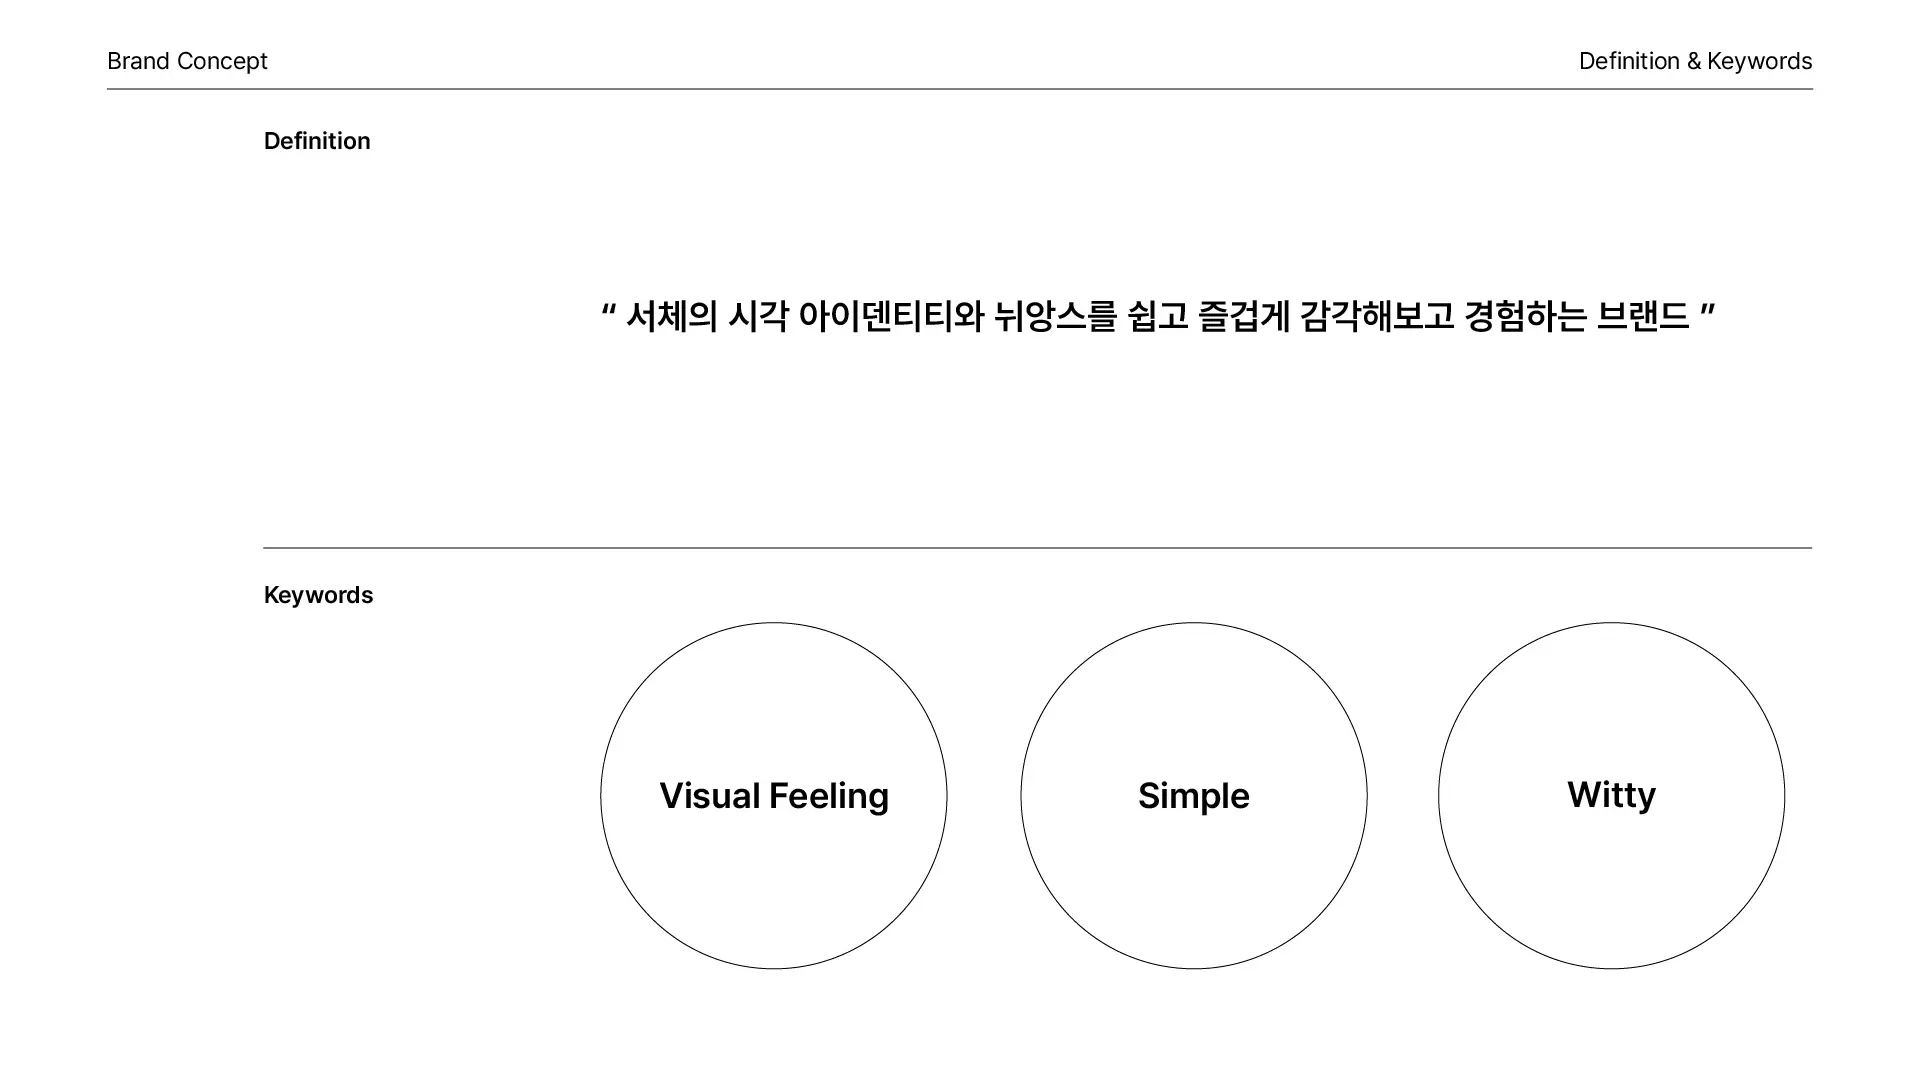 Brand Concept
Definition & Keywords
Definition
“ 서체의 시각 아이덴티티와 뉘앙스를 쉽고 즐겁게 감각해보고 경험하는 브랜드 ”
Keywords
Visual Feeling
Simple
Witty